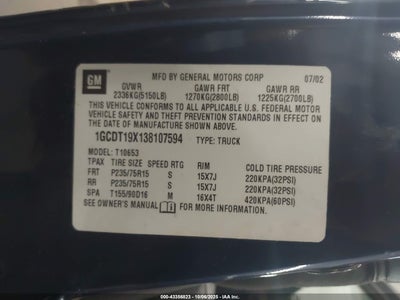 GM
MFD BY GENERAL MOTORS CORP 07/02
GVWR GAWR FRT GAWR RR
2336KG(5150LB) 1270KG(2800LB) 1225KG(2700LB)
THIS VEHICLE CONFORMS TO ALL APPLICABLE U.S. FEDERAL MOTOR
VEHICLE SAFETY STANDARDS IN EFFECT ON THE DATE OF
MANUFACTURE SHOWN ABOVE.
1GCDT19X138107594 TYPE: TRUCK
MODEL: T10653
TPAX TIRE SIZE SPEED RTG RIM COLD TIRE PRESSURE
FRT P235/75R15 S 15X7J 220KPA(32PSI)
RR P235/75R15 S 15X7J 220KPA(32PSI)
SPA T155/90D16 M 16X4T 420KPA(60PSI)
SEE OWNER'S MANUAL FOR MORE INFORMATION.
000-43358823 - 10/06/2025 - ©IAA, Inc.